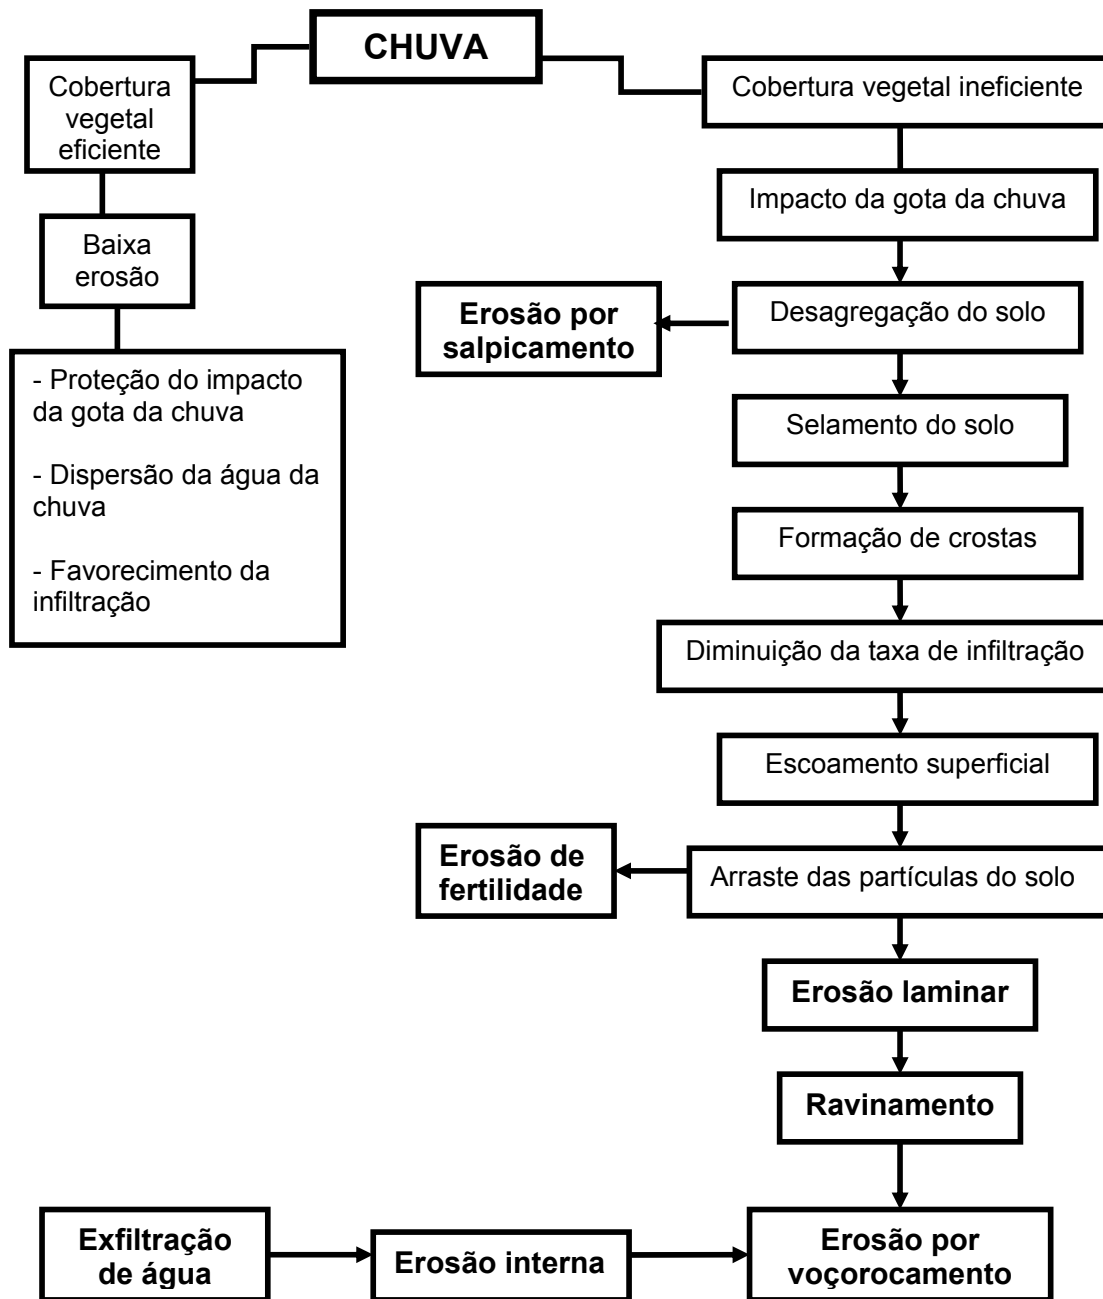 CHUVA
Cobertura
vegetal
eficiente
Baixa
erosão
- Proteção do impacto
da gota da chuva
- Dispersão da água da
chuva
- Favorecimento da
infiltração
Cobertura vegetal ineficiente
Impacto da gota da chuva
Desagregação do solo
Erosão por
salpicamento
Selamento do solo
Formação de crostas
Diminuição da taxa de infiltração
Escoamento superficial
Arraste das partículas do solo
Erosão de
fertilidade
Erosão laminar
Ravinamento
Exfiltração
de água
Erosão interna
Erosão por
voçorocamento